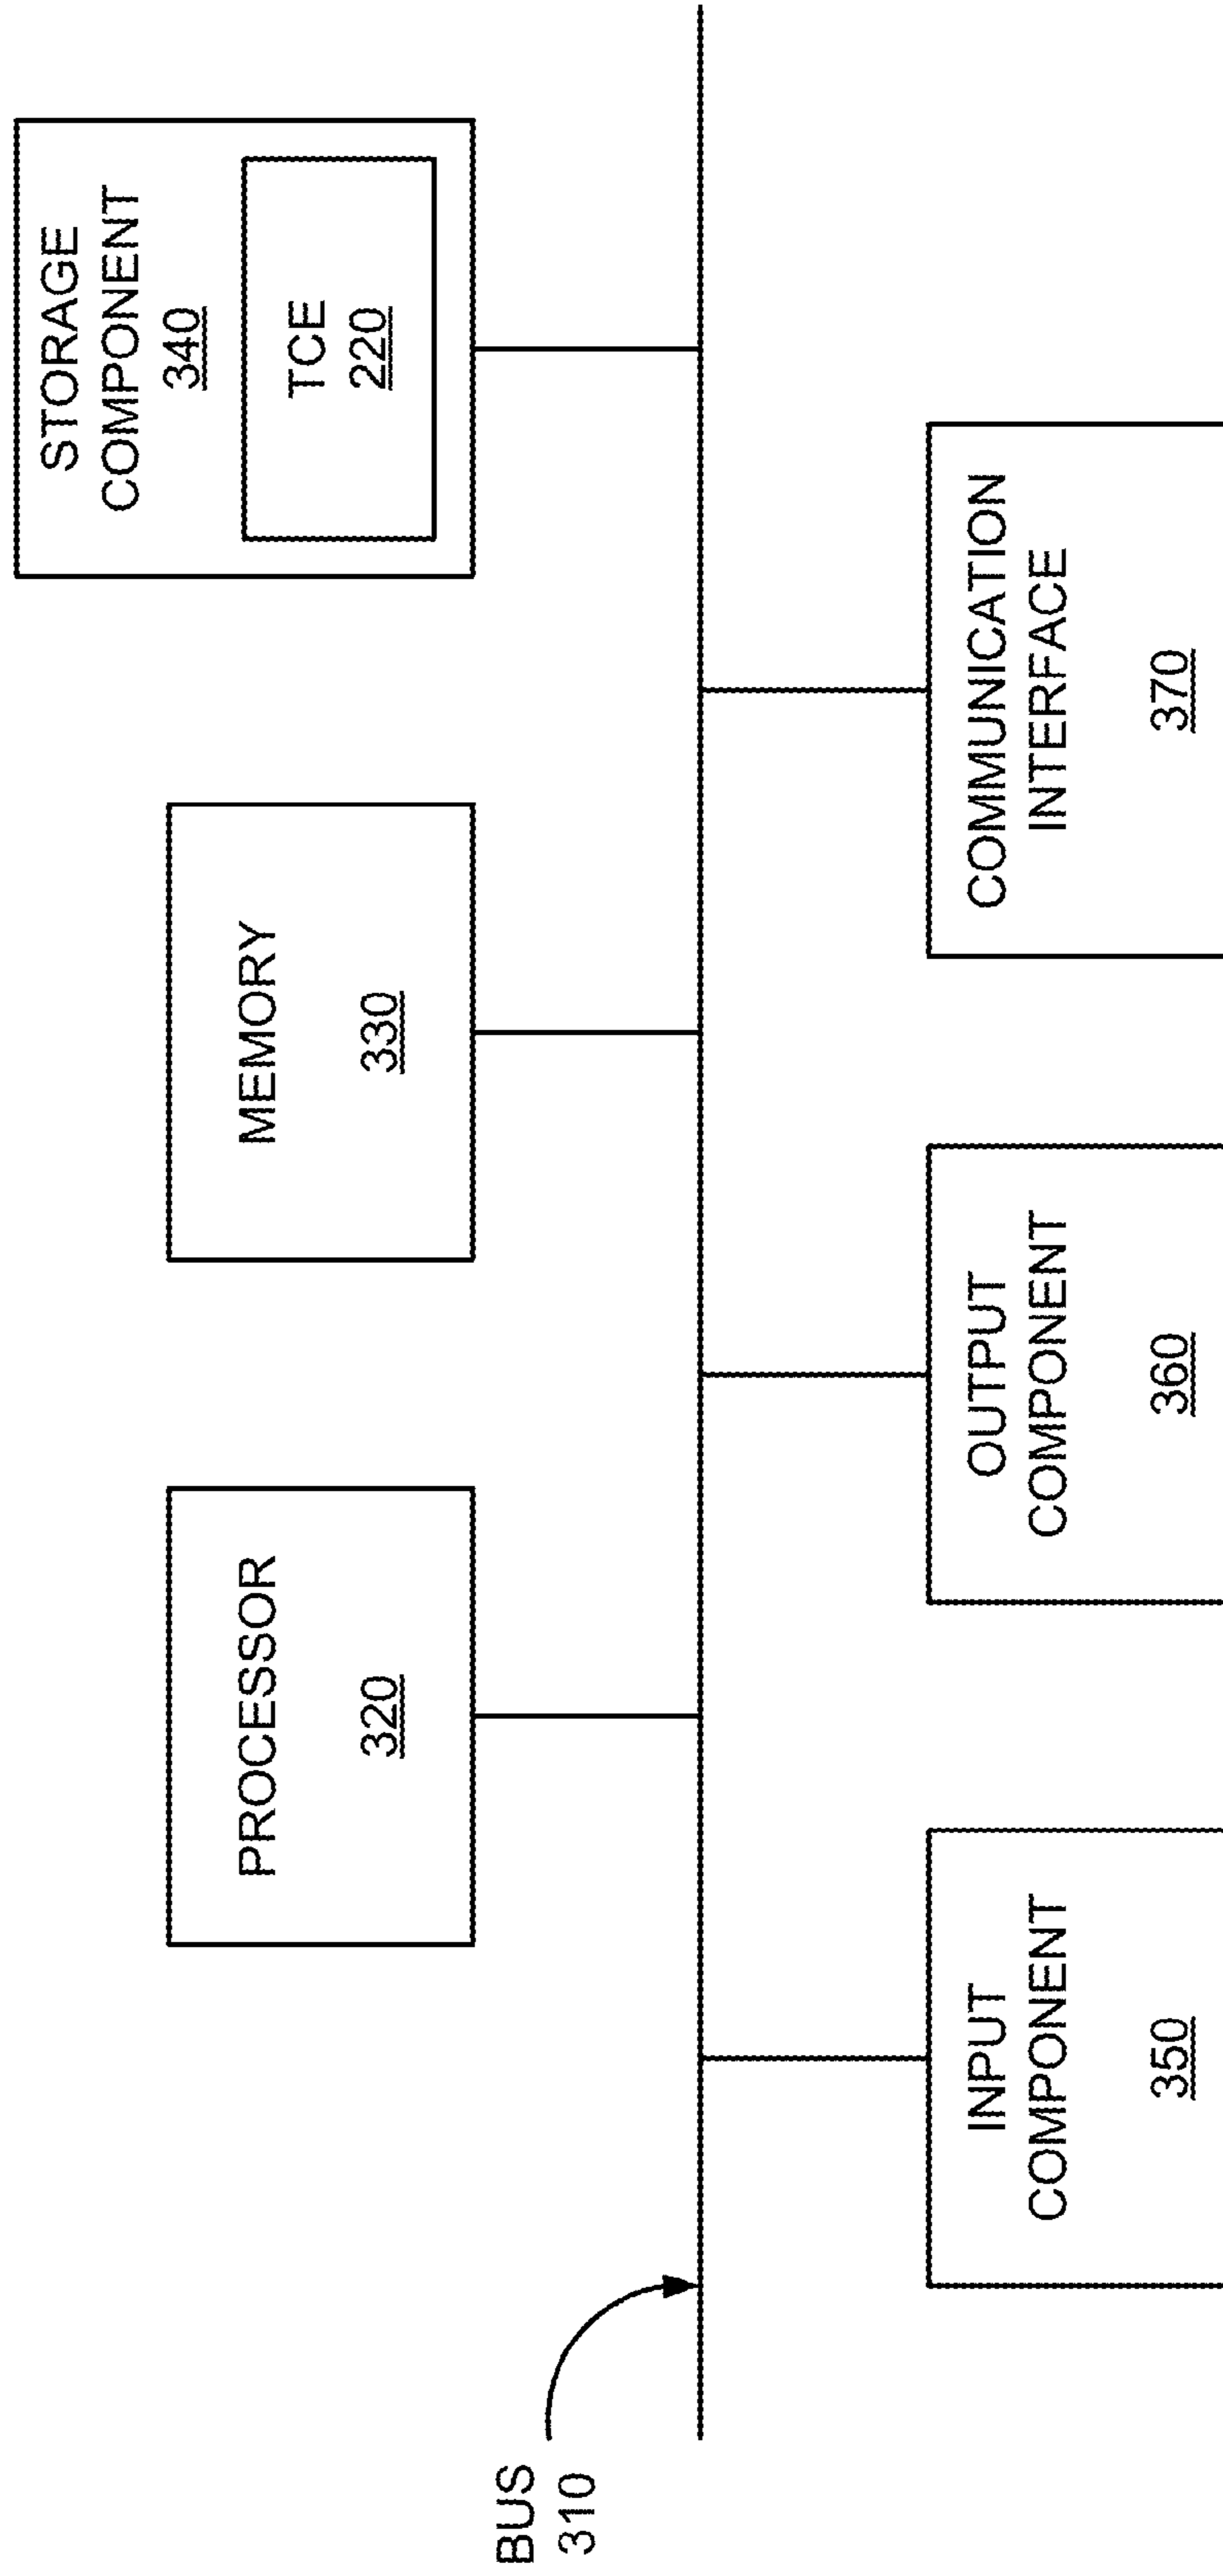 PROCESSOR
320
MEMORY
330
STORAGE
COMPONENT
340
TCE
220
BUS
310
INPUT
COMPONENT
350
OUTPUT
COMPONENT
360
COMMUNICATION
INTERFACE
370